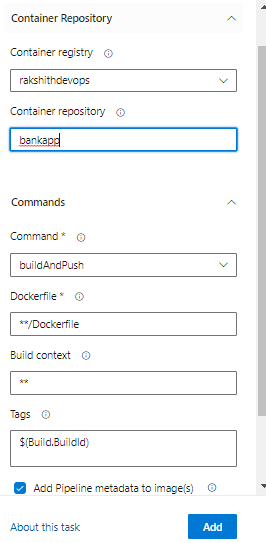 Container Repository
Container registry
rakshithdevops
Container repository
bankapp
Commands
Command *
buildAndPush
Dockerfile *
**/Dockerfile
Build context
**
Tags
$(Build.BuildId)
Add Pipeline metadata to image(s)
About this task
Add